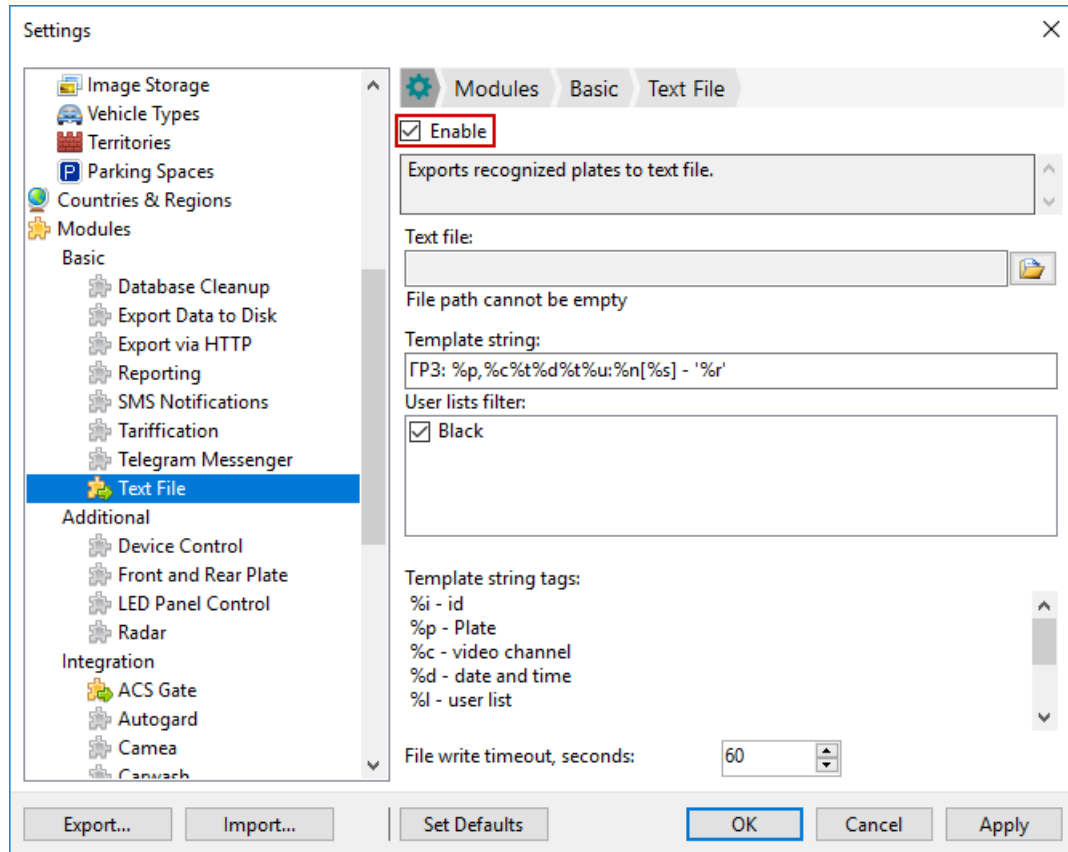 Settings
Image Storage
Vehicle Types
Territories
P Parking Spaces
Countries & Regions
Modules
Basic
Database Cleanup
Export Data to Disk
Export via HTTP
Reporting
SMS Notifications
Tariffication
Telegram Messenger
Text File
Additional
Device Control
Front and Rear Plate
LED Panel Control
Radar
Integration
ACS Gate
Autogard
Camea
Carwash
Modules Basic Text File
Enable
Exports recognized plates to text file.
Text file:
File path cannot be empty
Template string:
ГРЗ: %p,%c%t%d%t%u:%n[%s] - '%r'
User lists filter:
Black
Template string tags:
%i - id
%p - Plate
%c - video channel
%d - date and time
%l - user list
File write timeout, seconds: 60
Export... Import... Set Defaults OK Cancel Apply